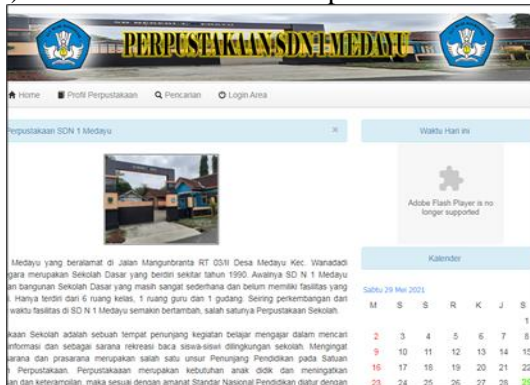 PERPUSTAKAAN SDN 1 MEDAYU
Home Profil Perpustakaan Q Pencarian Login Area
Perpustakaan SDN 1 Medayu ×
Waktu Hari ini
Adobe Flash Player is no
longer supported
Kalender
Sabtu 29 Mei 2021
M S S R K J S
1
2 3 4 5 6 7 8
9 10 11 12 13 14 15
16 17 18 19 20 21 22
23 24 25 26 27 28 29
Medayu yang beralamat di Jalan Mangunbranta RT 03/II Desa Medayu Kec. Wanadadi
gara merupakan Sekolah Dasar yang berdiri sekitar tahun 1990. Awalnya SD N 1 Medayu
an bangunan Sekolah Dasar yang masih sangat sederhana dan belum memiliki fasilitas yang
Hanya terdiri dari 6 ruang kelas, 1 ruang guru dan 1 gudang. Seiring perkembangan dari
waktu fasilitas di SD N 1 Medayu semakin bertambah, salah satunya Perpustakaan Sekolah.
kaan Sekolah adalah sebuah tempat penunjang kegiatan belajar mengajar dalam mencari
informasi dan sebagai sarana rekreasi baca siswa-siswi dilingkungan sekolah. Mengingat
sarana dan prasarana merupakan salah satu unsur Penunjang Pendidikan pada Satuan
Perpustakaan. Perpustakaan merupakan kebutuhan anak didik dan meningkatkan
an dan keterampilan, maka sesuai dengan amanat Standar Nasional Pendidikan diatur dengan